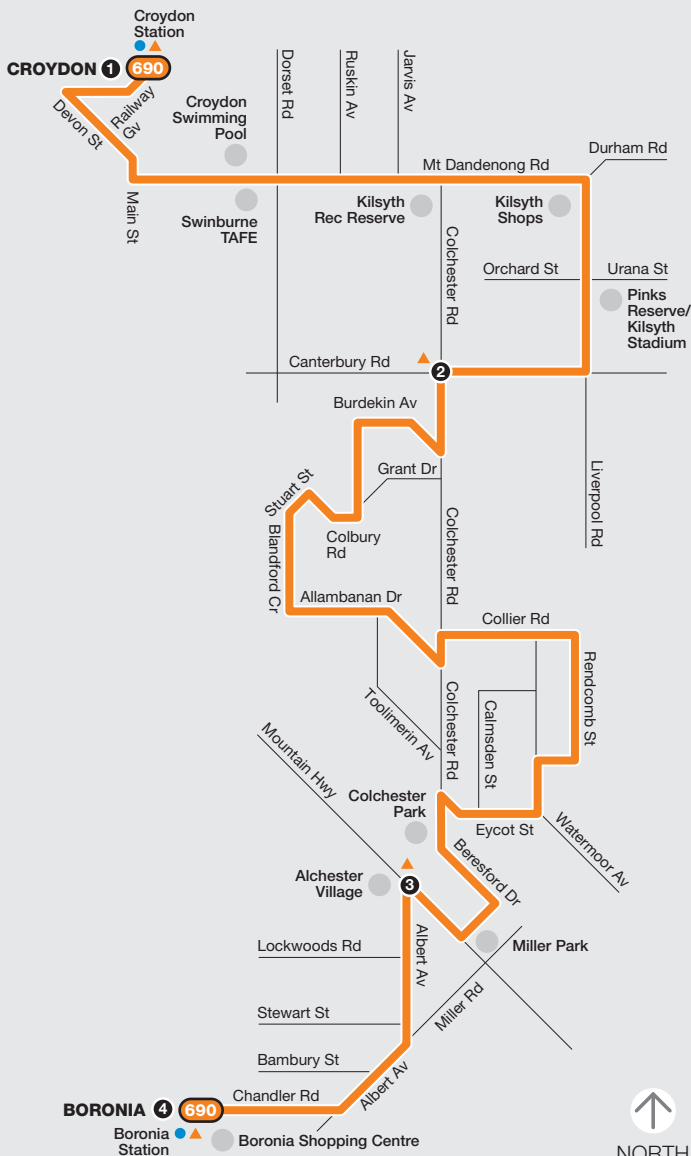 Croydon
Station
CROYDON 1 690
Railway
Gv
Devon St
Main St
Croydon
Swimming
Pool
Swinburne
TAFE
Dorset Rd
Ruskin Av
Jarvis Av
Mt Dandenong Rd
Durham Rd
Kilsyth
Rec Reserve
Kilsyth
Shops
Colchester Rd
Orchard St
Urana St
Pinks
Reserve/
Kilsyth
Stadium
Canterbury Rd
2
Burdekin Av
Grant Dr
Stuart St
Colbury
Rd
Blandford Cr
Colchester Rd
Liverpool Rd
Allambanan Dr
Collier Rd
Rendcomb St
Toolimerin Av
Colchester Rd
Calmsden St
Mountain Hwy
Colchester
Park
Eycot St
Watermoor Av
Beresford Dr
Alchester
Village
3
Miller Park
Albert Av
Lockwoods Rd
Miller Rd
Stewart St
Bambury St
Albert Av
Chandler Rd
BORONIA 4 690
Boronia
Station
Boronia Shopping Centre
NORTH